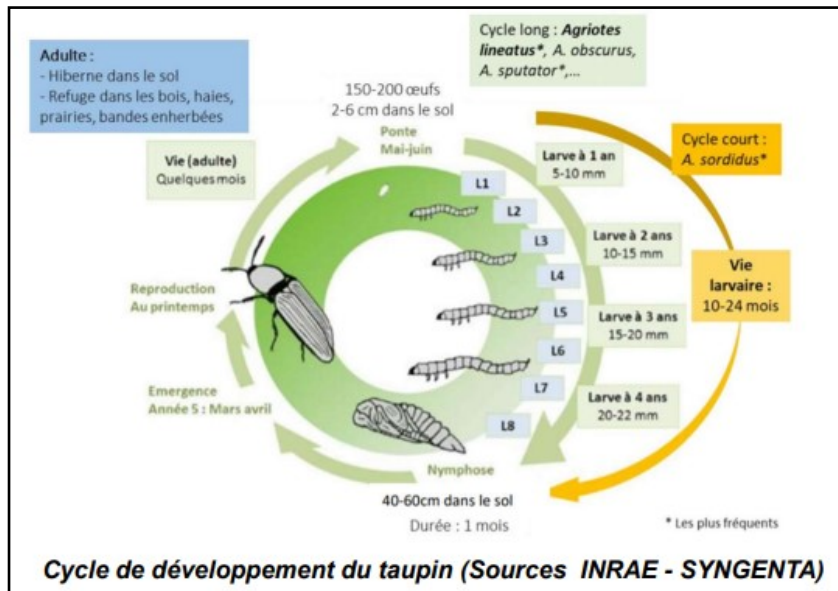 Adulte :
- Hiberne dans le sol
- Refuge dans les bois, haies,
prairies, bandes enherbées
Cycle long : Agriotes
lineatus*, A. obscurus,
A. sputator*,...
150-200 œufs
2-6 cm dans le sol
Ponte
Mai-juin
Vie (adulte)
Quelques mois
Cycle court :
A. sordidus*
Larve à 1 an
5-10 mm
L1
L2
L3
Larve à 2 ans
10-15 mm
L4
Vie
larvaire :
10-24 mois
Reproduction
Au printemps
L5
Larve à 3 ans
15-20 mm
L6
L7
Emergence
Année 5 : Mars avril
Larve à 4 ans
20-22 mm
L8
Nymphose
40-60cm dans le sol
Durée : 1 mois
* Les plus fréquents
Cycle de développement du taupin (Sources INRAE - SYNGENTA)